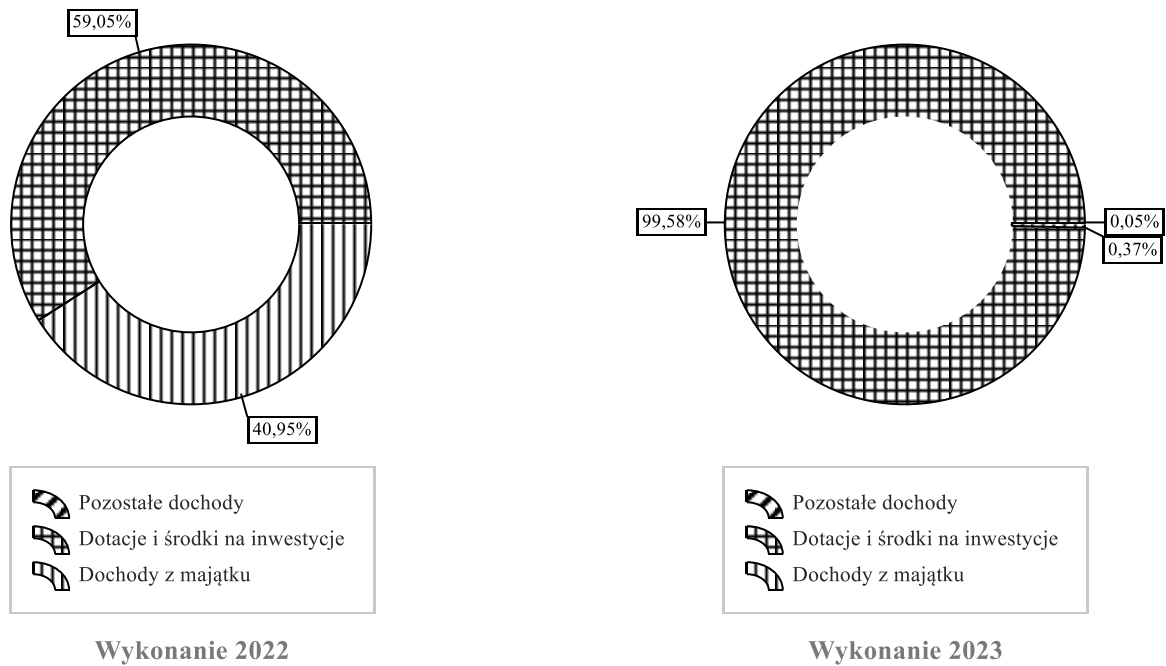 59,05%
40,95%
Pozostałe dochody
Dotacje i środki na inwestycje
Dochody z majątku
Wykonanie 2022
99,58%
0,05%
0,37%
Pozostałe dochody
Dotacje i środki na inwestycje
Dochody z majątku
Wykonanie 2023